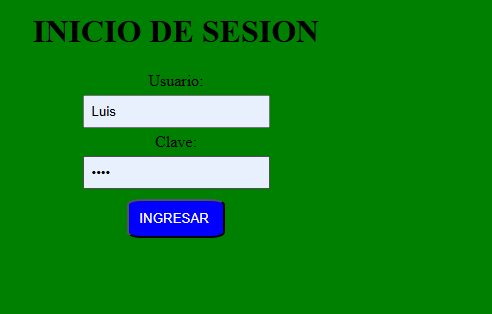 INICIO DE SESION
Usuario:
Luis
Clave:
••••
INGRESAR